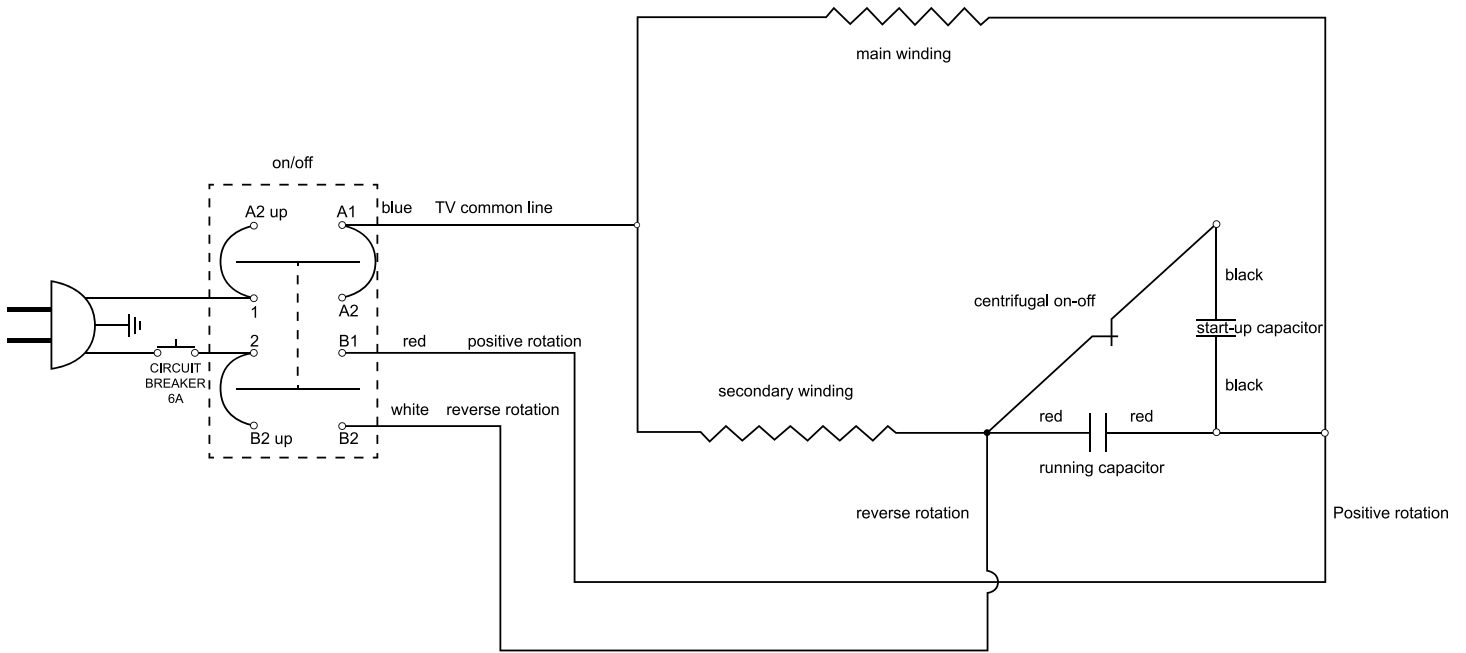 main winding
on/off
A2 up
A1
blue
TV common line
black
centrifugal on-off
1
A2
start-up capacitor
2
B1
red
positive rotation
CIRCUIT
BREAKER
6A
black
secondary winding
white
reverse rotation
red
red
B2 up
B2
running capacitor
reverse rotation
Positive rotation